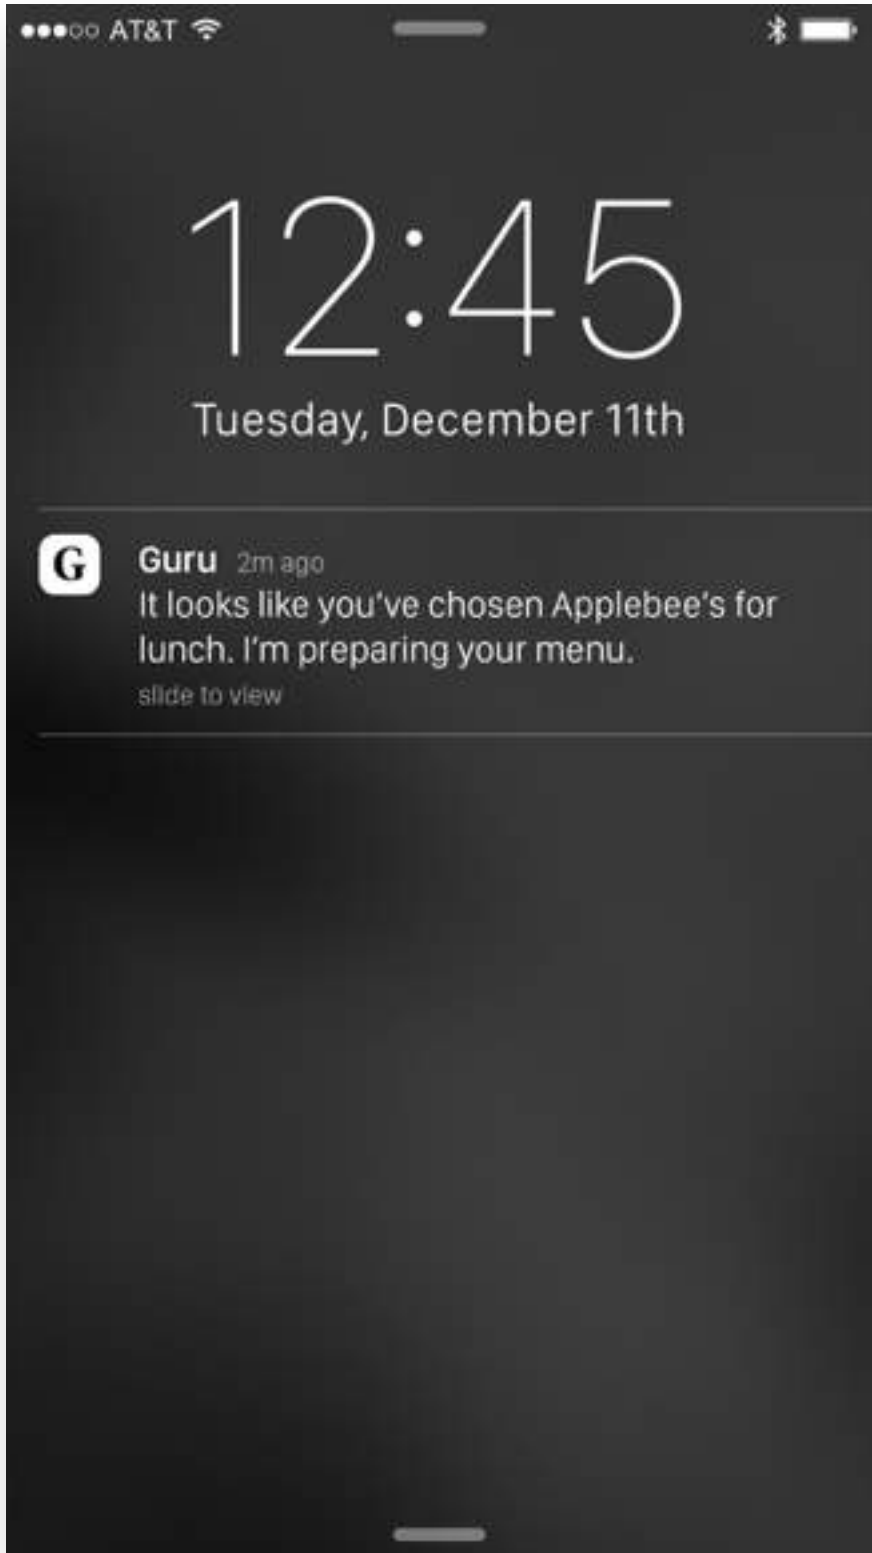 AT&T
12:45
Tuesday, December 11th
G
Guru 2m ago
It looks like you've chosen Applebee's for
lunch. I'm preparing your menu.
slide to view